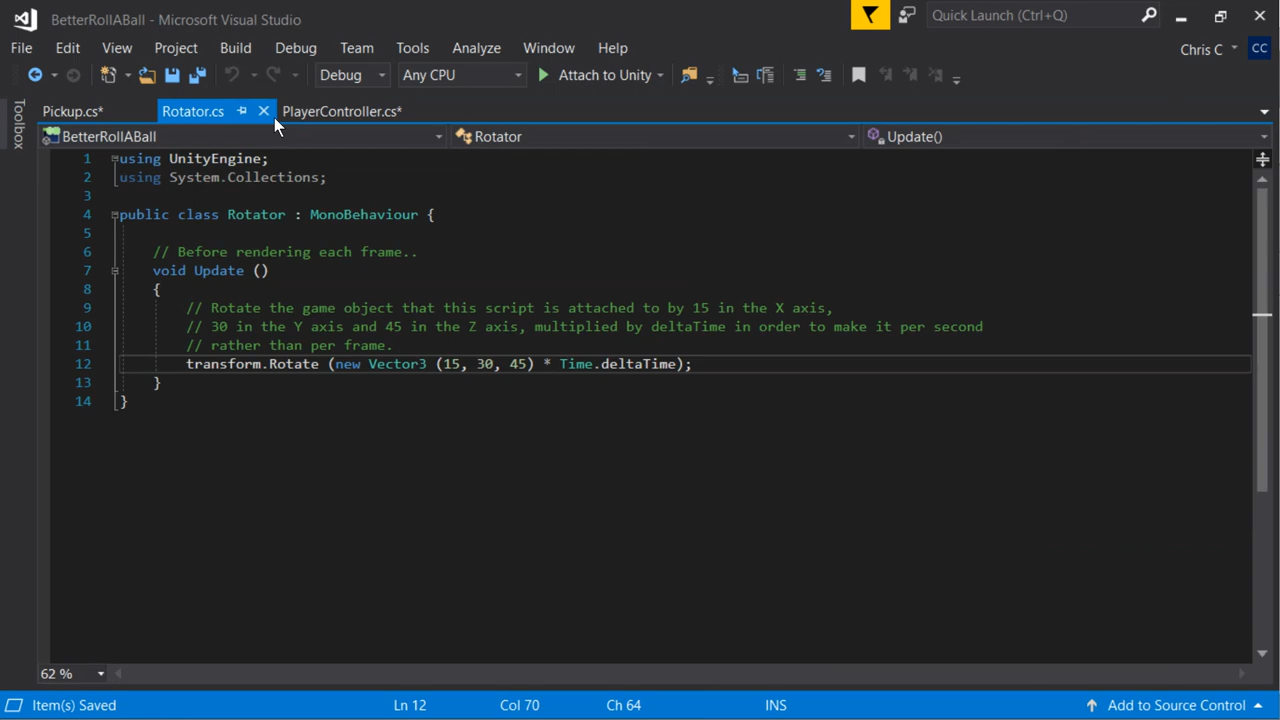 BetterRollABall - Microsoft Visual Studio
Quick Launch (Ctrl+Q)
File Edit View Project Build Debug Team Tools Analyze Window Help
Chris C CC
Debug Any CPU Attach to Unity
Toolbox
Pickup.cs* Rotator.cs PlayerController.cs*
BetterRollABall Rotator Update()
1 using UnityEngine;
2 using System.Collections;
3
4 public class Rotator : MonoBehaviour {
5
6 // Before rendering each frame..
7 void Update ()
8 {
9 // Rotate the game object that this script is attached to by 15 in the X axis,
10 // 30 in the Y axis and 45 in the Z axis, multiplied by deltaTime in order to make it per second
11 // rather than per frame.
12 transform.Rotate (new Vector3 (15, 30, 45) * Time.deltaTime);
13 }
14 }
62 %
Item(s) Saved Ln 12 Col 70 Ch 64 INS Add to Source Control